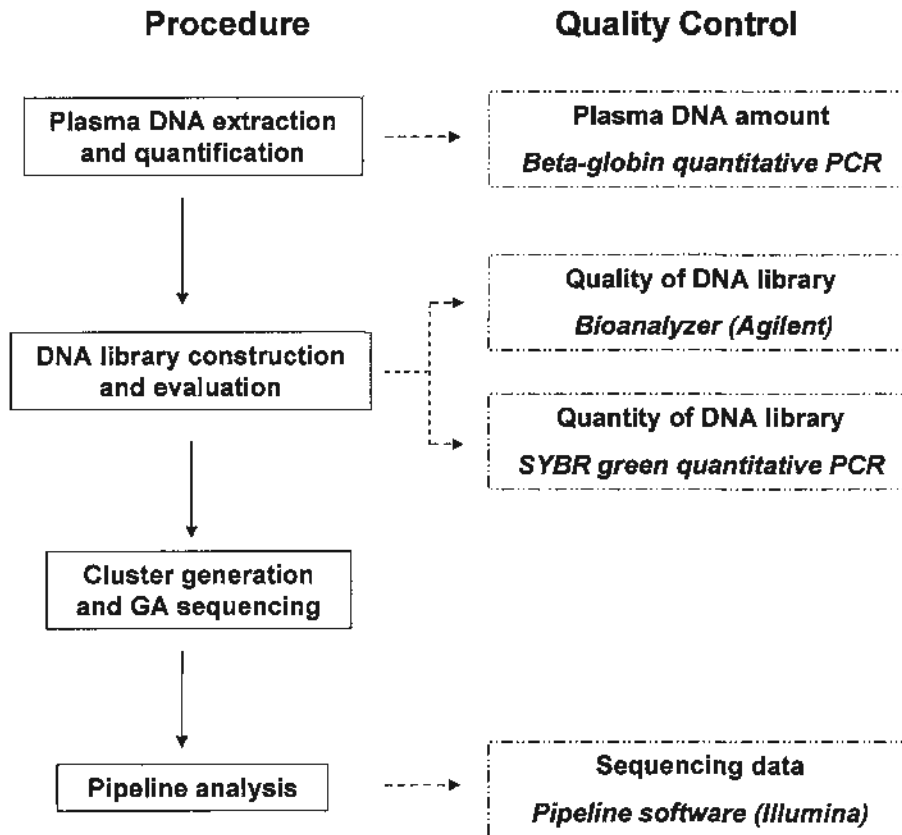 Procedure
Quality Control
Plasma DNA extraction
and quantification
Plasma DNA amount
Beta-globin quantitative PCR
Quality of DNA library
Bioanalyzer (Agilent)
DNA library construction
and evaluation
Quantity of DNA library
SYBR green quantitative PCR
Cluster generation
and GA sequencing
Pipeline analysis
Sequencing data
Pipeline software (Illumina)